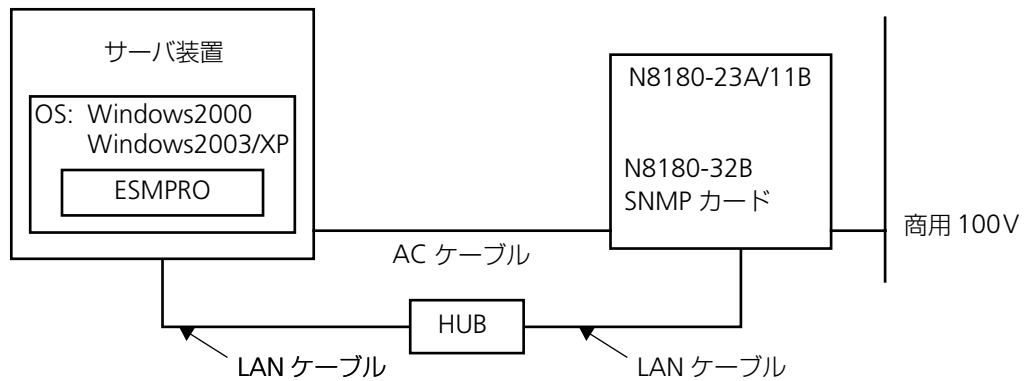 サーバ装置
OS: Windows2000
Windows2003/XP
ESMPRO
N8180-23A/11B
N8180-32B
SNMP カード
商用 100V
AC ケーブル
HUB
LAN ケーブル
LAN ケーブル